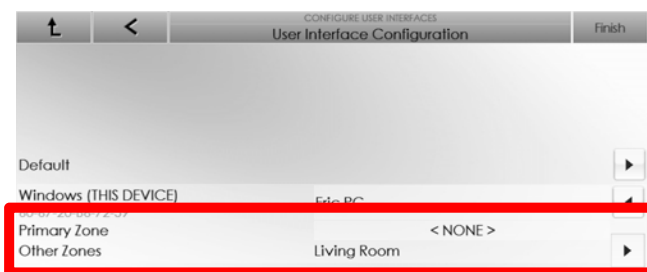 CONFIGURE USER INTERFACES
User Interface Configuration
Finish
Default
Windows (THIS DEVICE)
Eric PC
Primary Zone
< NONE >
Other Zones
Living Room